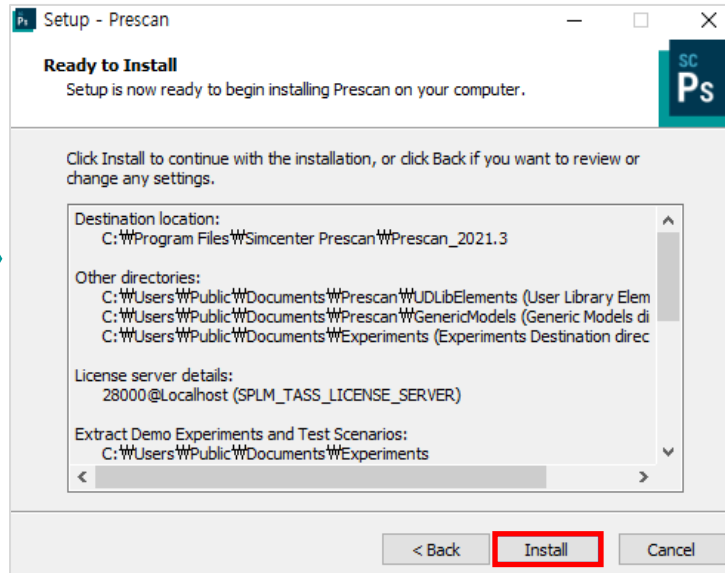 Ps Setup - Prescan
Ready to Install
Setup is now ready to begin installing Prescan on your computer.
SC
Ps
Click Install to continue with the installation, or click Back if you want to review or
change any settings.
Destination location:
C:₩Program Files₩Simcenter Prescan₩Prescan_2021.3
Other directories:
C:₩Users₩Public₩Documents₩Prescan₩UDLibElements (User Library Elem
C:₩Users₩Public₩Documents₩Prescan₩GenericModels (Generic Models di
C:₩Users₩Public₩Documents₩Experiments (Experiments Destination direc
License server details:
28000@Localhost (SPLM_TASS_LICENSE_SERVER)
Extract Demo Experiments and Test Scenarios:
C:₩Users₩Public₩Documents₩Experiments
< Back Install Cancel